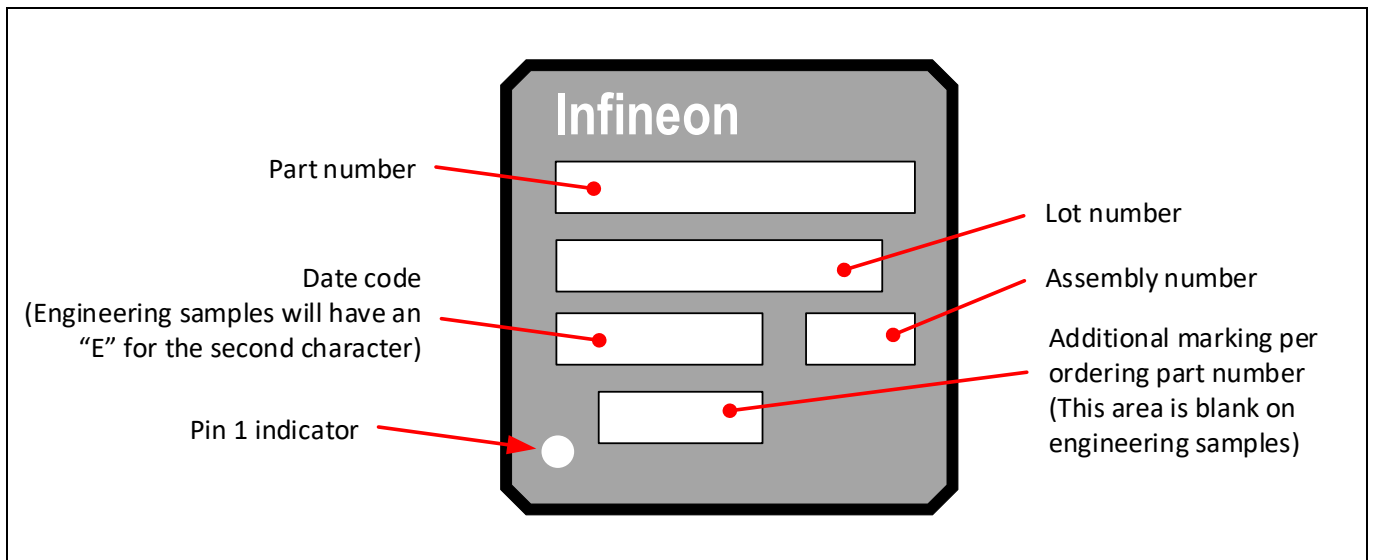 Infineon
Part number
Lot number
Date code
(Engineering samples will have an
“E” for the second character)
Assembly number
Additional marking per
ordering part number
(This area is blank on
engineering samples)
Pin 1 indicator